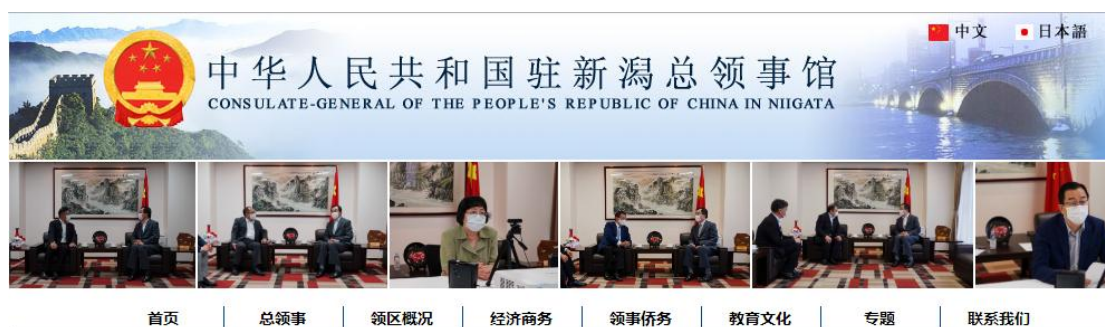 中文 日本語
中华人民共和国驻新潟总领事馆
CONSULATE-GENERAL OF THE PEOPLE'S REPUBLIC OF CHINA IN NIIGATA
首页 总领事 领区概况 经济商务 领事侨务 教育文化 专题 联系我们